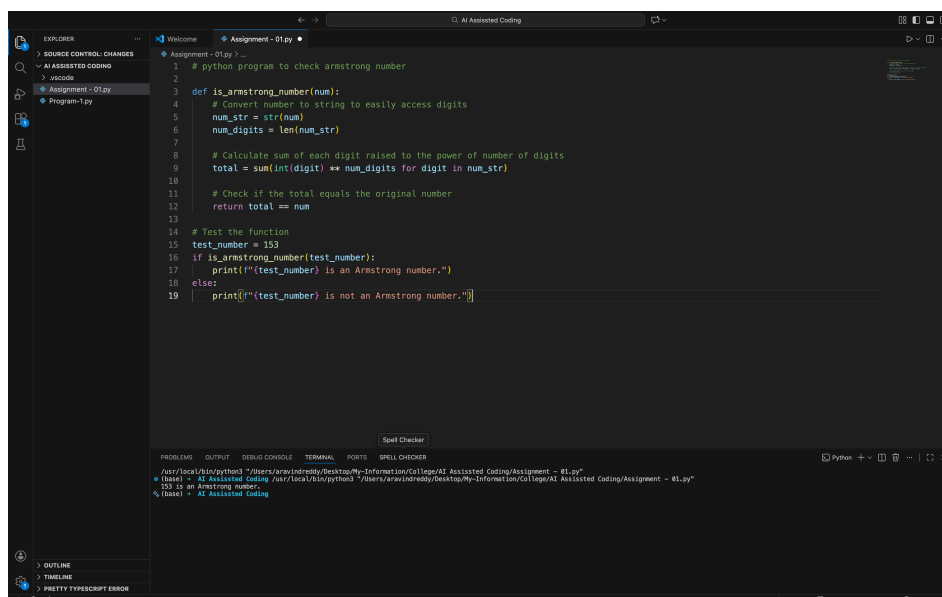 AI Assissted Coding
EXPLORER
SOURCE CONTROL: CHANGES
AI ASSISSTED CODING
.vscode
Assignment - 01.py
Program-1.py
OUTLINE
TIMELINE
PRETTY TYPESCRIPT ERROR
Welcome
Assignment - 01.py
Assignment - 01.py > ...
1 # python program to check armstrong number
2
3 def is_armstrong_number(num):
4     # Convert number to string to easily access digits
5     num_str = str(num)
6     num_digits = len(num_str)
7
8     # Calculate sum of each digit raised to the power of number of digits
9     total = sum(int(digit) ** num_digits for digit in num_str)
10
11     # Check if the total equals the original number
12     return total == num
13
14 # Test the function
15 test_number = 153
16 if is_armstrong_number(test_number):
17     print(f"{test_number} is an Armstrong number.")
18 else:
19     print(f"{test_number} is not an Armstrong number.")
Spell Checker
PROBLEMS OUTPUT DEBUG CONSOLE TERMINAL PORTS SPELL CHECKER
Python
/usr/local/bin/python3 "/Users/aravindreddy/Desktop/My-Information/College/AI Assissted Coding/Assignment - 01.py"
(base) → AI Assissted Coding /usr/local/bin/python3 "/Users/aravindreddy/Desktop/My-Information/College/AI Assissted Coding/Assignment - 01.py"
153 is an Armstrong number.
(base) → AI Assissted Coding